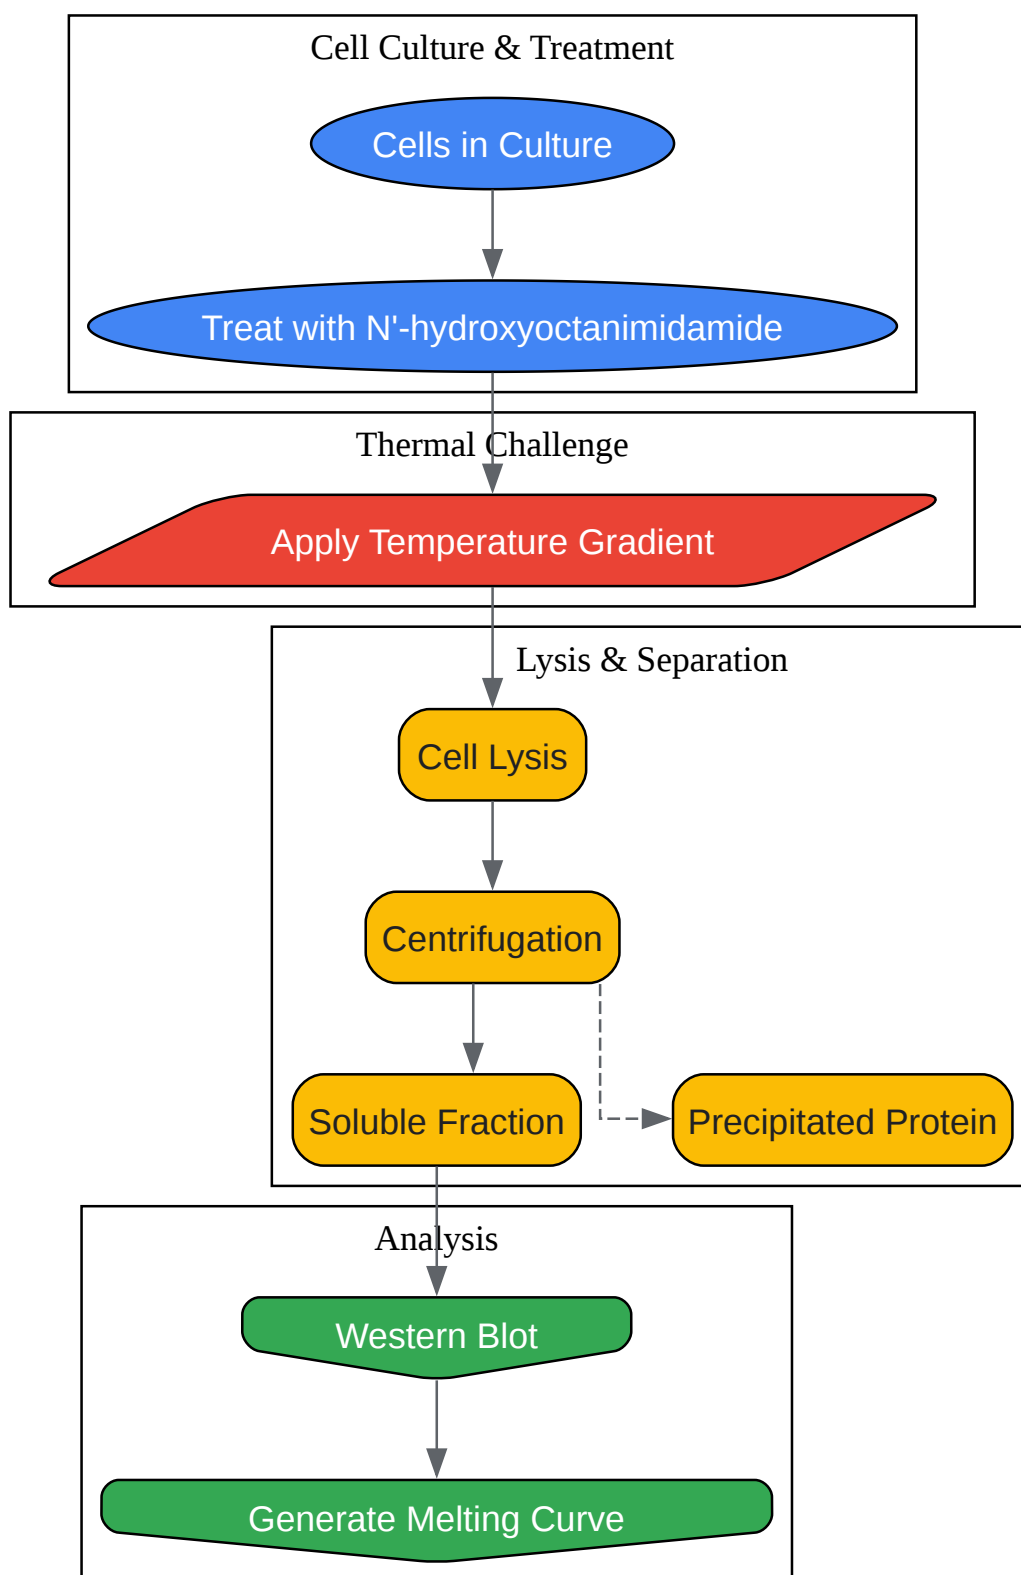 Cell Culture & Treatment
Cells in Culture
Treat with N'-hydroxyoctanimidamide
Thermal Challenge
Apply Temperature Gradient
Lysis & Separation
Cell Lysis
Centrifugation
Soluble Fraction
Precipitated Protein
Analysis
Western Blot
Generate Melting Curve